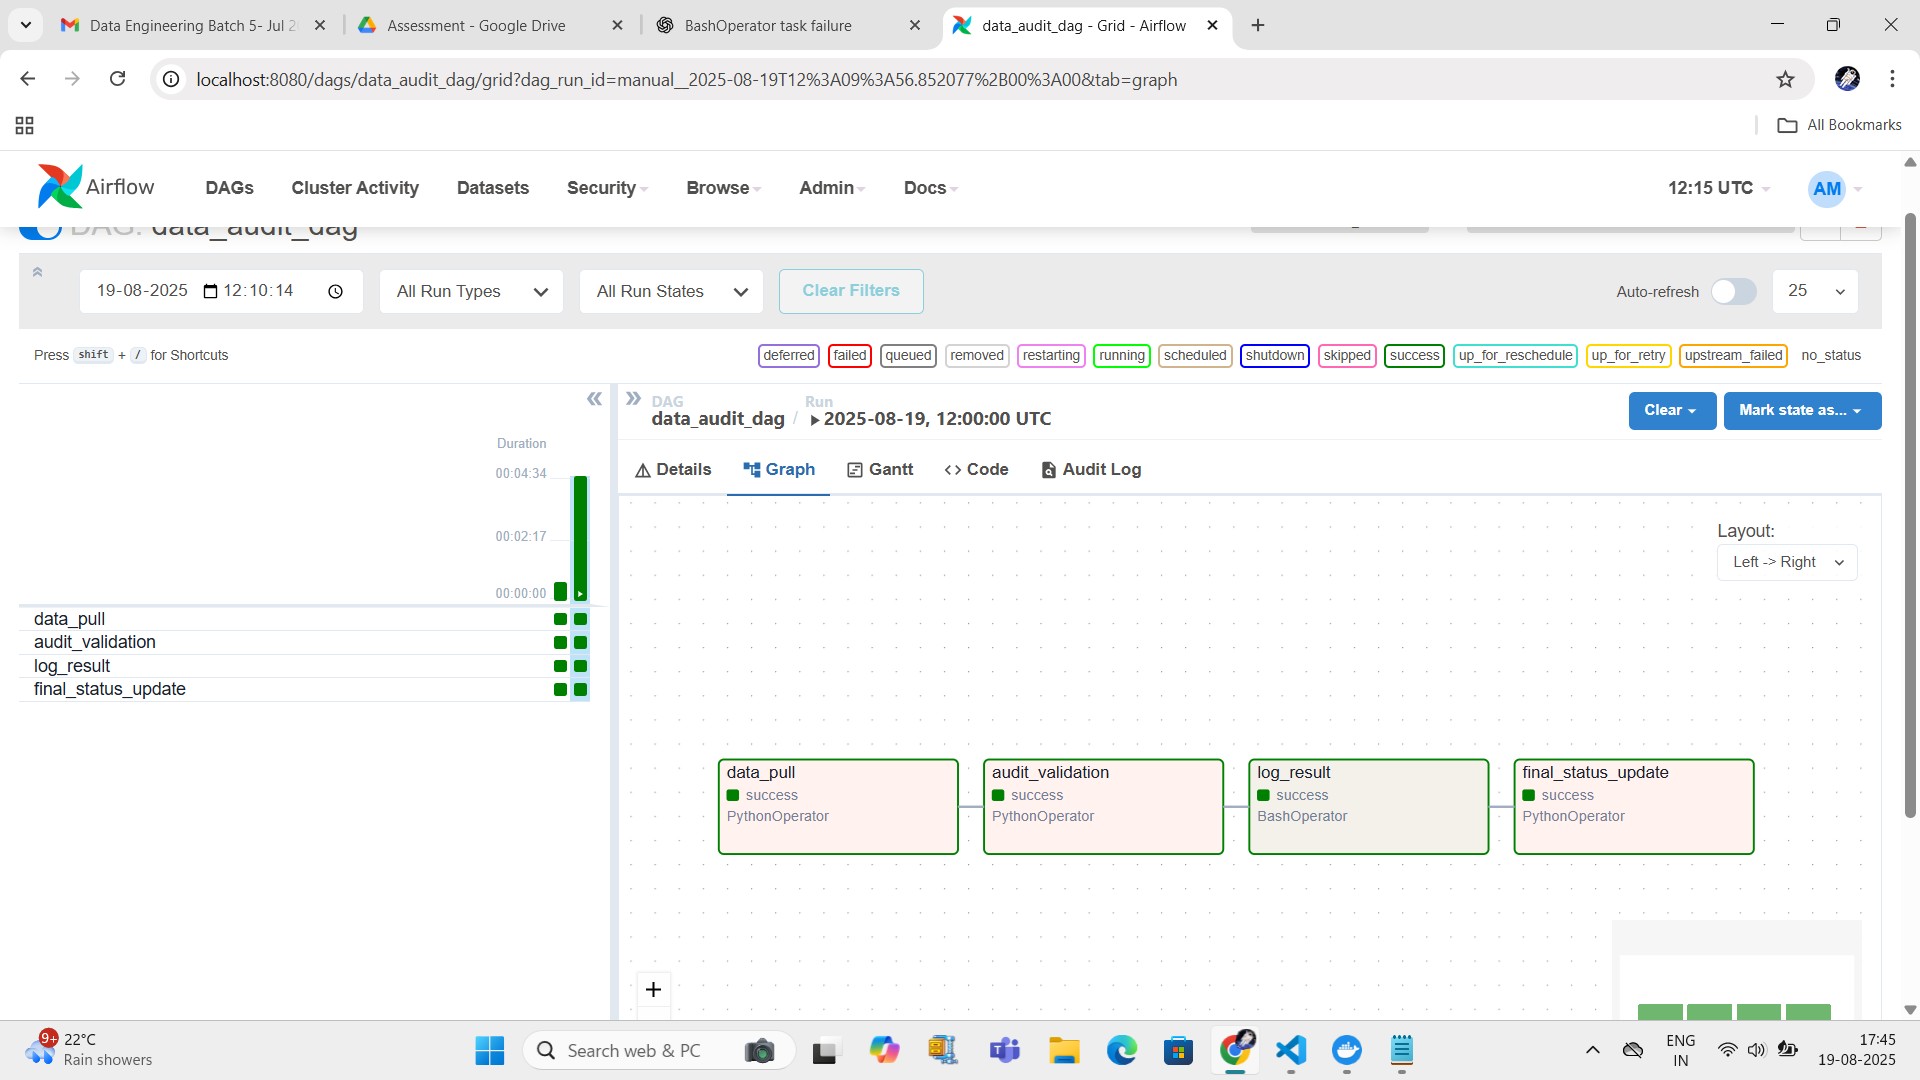 Data Engineering Batch 5- Jul 2
Assessment - Google Drive
BashOperator task failure
data_audit_dag - Grid - Airflow
localhost:8080/dags/data_audit_dag/grid?dag_run_id=manual__2025-08-19T12%3A09%3A56.852077%2B00%3A00&tab=graph
All Bookmarks
Airflow DAGs Cluster Activity Datasets Security Browse Admin Docs 12:15 UTC AM
DAG: data_audit_dag
19-08-2025 12:10:14 All Run Types All Run States Clear Filters Auto-refresh 25
Press shift + / for Shortcuts deferred failed queued removed restarting running scheduled shutdown skipped success up_for_reschedule up_for_retry upstream_failed no_status
DAG
data_audit_dag /
Run
2025-08-19, 12:00:00 UTC
Clear Mark state as...
Duration
00:04:34
00:02:17
00:00:00
data_pull
audit_validation
log_result
final_status_update
Details Graph Gantt <> Code Audit Log
Layout:
Left -> Right
data_pull
success
PythonOperator
audit_validation
success
PythonOperator
log_result
success
BashOperator
final_status_update
success
PythonOperator
+
9+
22°C
Rain showers
Search web & PC
ENG
IN
17:45
19-08-2025